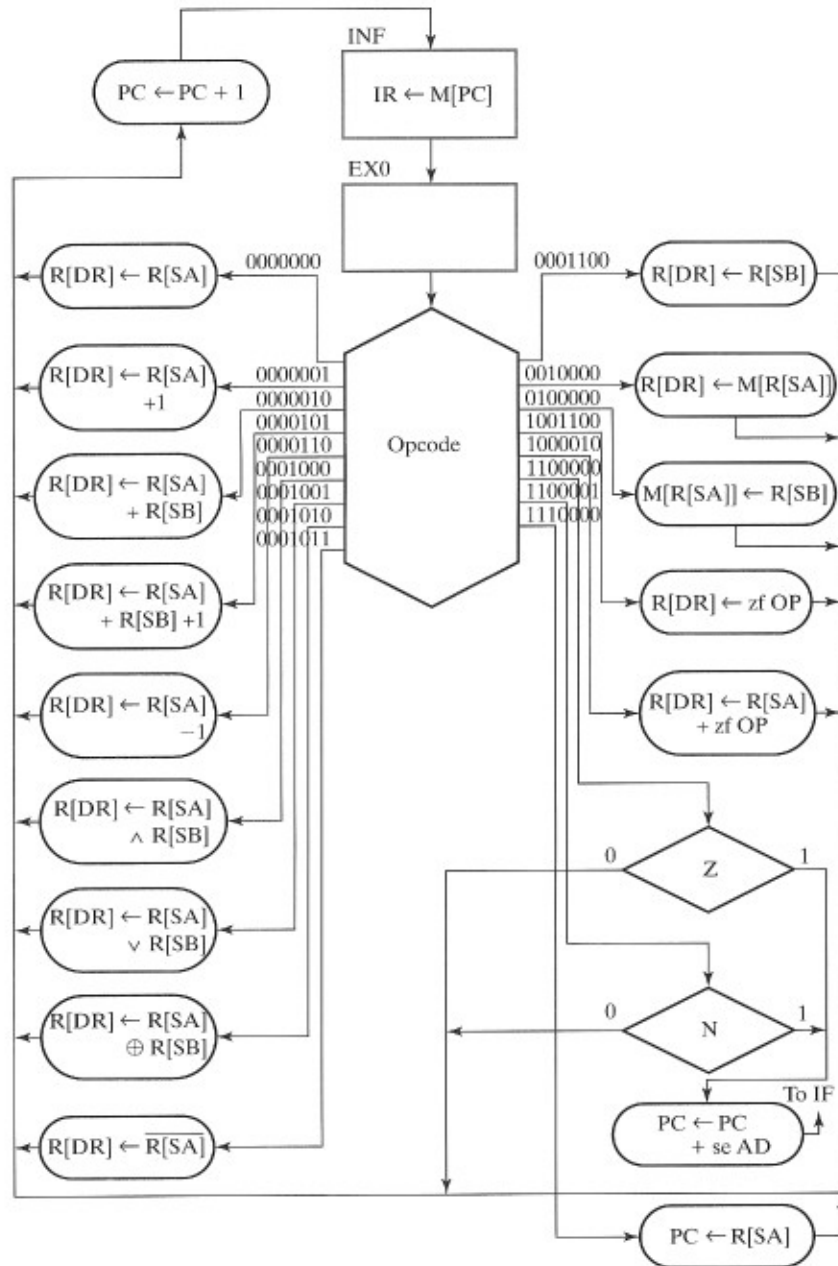 INF
PC ← PC + 1
IR ← M[PC]
EX0
R[DR] ← R[SA]
0000000
0001100
R[DR] ← R[SB]
R[DR] ← R[SA]
+1
0000001
0000010
0000101
0000110
0001000
0001001
0001010
0001011
Opcode
0010000
0100000
1001100
1000010
1100000
1100001
1110000
R[DR] ← M[R[SA]]
R[DR] ← R[SA]
+ R[SB]
M[R[SA]] ← R[SB]
R[DR] ← R[SA]
+ R[SB] +1
R[DR] ← zf OP
R[DR] ← R[SA]
−1
R[DR] ← R[SA]
+ zf OP
R[DR] ← R[SA]
∧ R[SB]
0
Z
1
R[DR] ← R[SA]
∨ R[SB]
R[DR] ← R[SA]
⊕ R[SB]
0
N
1
To IF
PC ← PC
+ se AD
R[DR] ← R̅[̅S̅A̅]̅
PC ← R[SA]